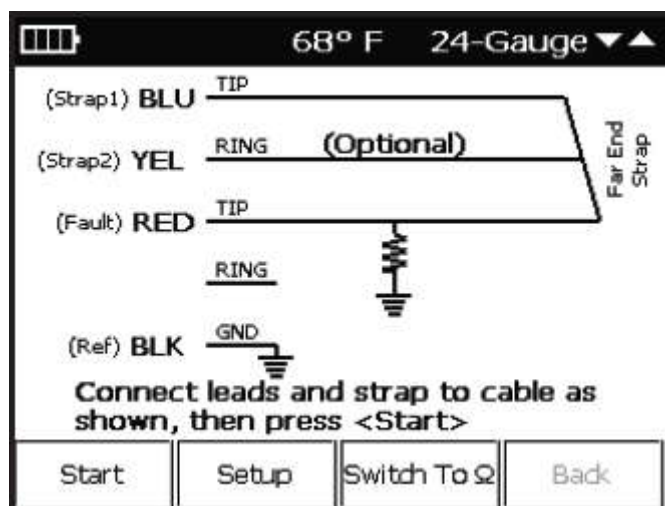 68° F 24-Gauge
(Strap1) BLU TIP
(Strap2) YEL RING (Optional)
Far End
Strap
(Fault) RED TIP
RING
(Ref) BLK GND
Connect leads and strap to cable as
shown, then press <Start>
Start Setup Switch To Ω Back